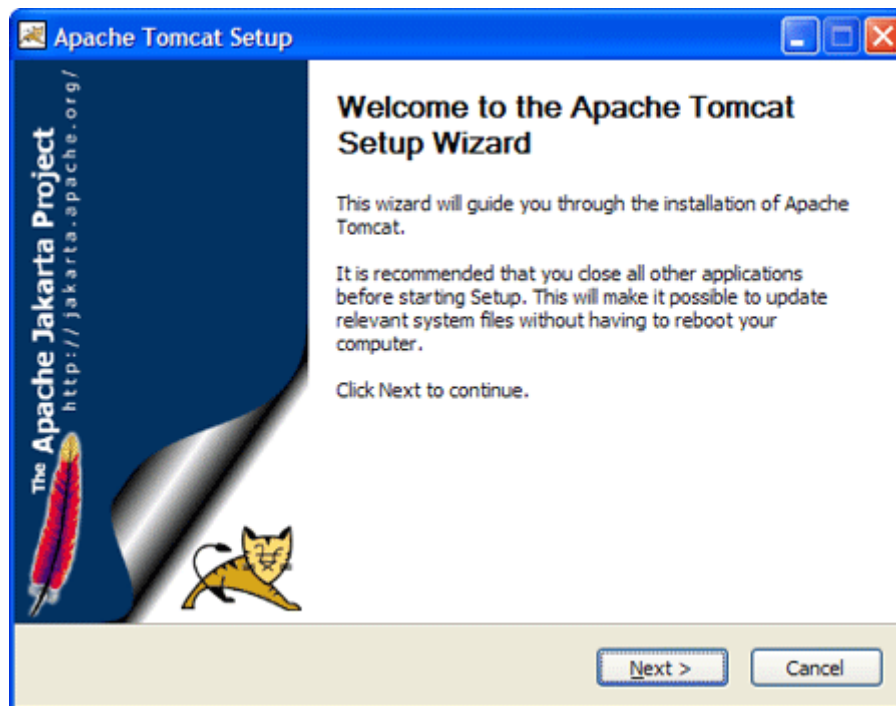 Apache Tomcat Setup
The Apache Jakarta Project
http://jakarta.apache.org/
Welcome to the Apache Tomcat
Setup Wizard
This wizard will guide you through the installation of Apache
Tomcat.
It is recommended that you close all other applications
before starting Setup. This will make it possible to update
relevant system files without having to reboot your
computer.
Click Next to continue.
Next >
Cancel